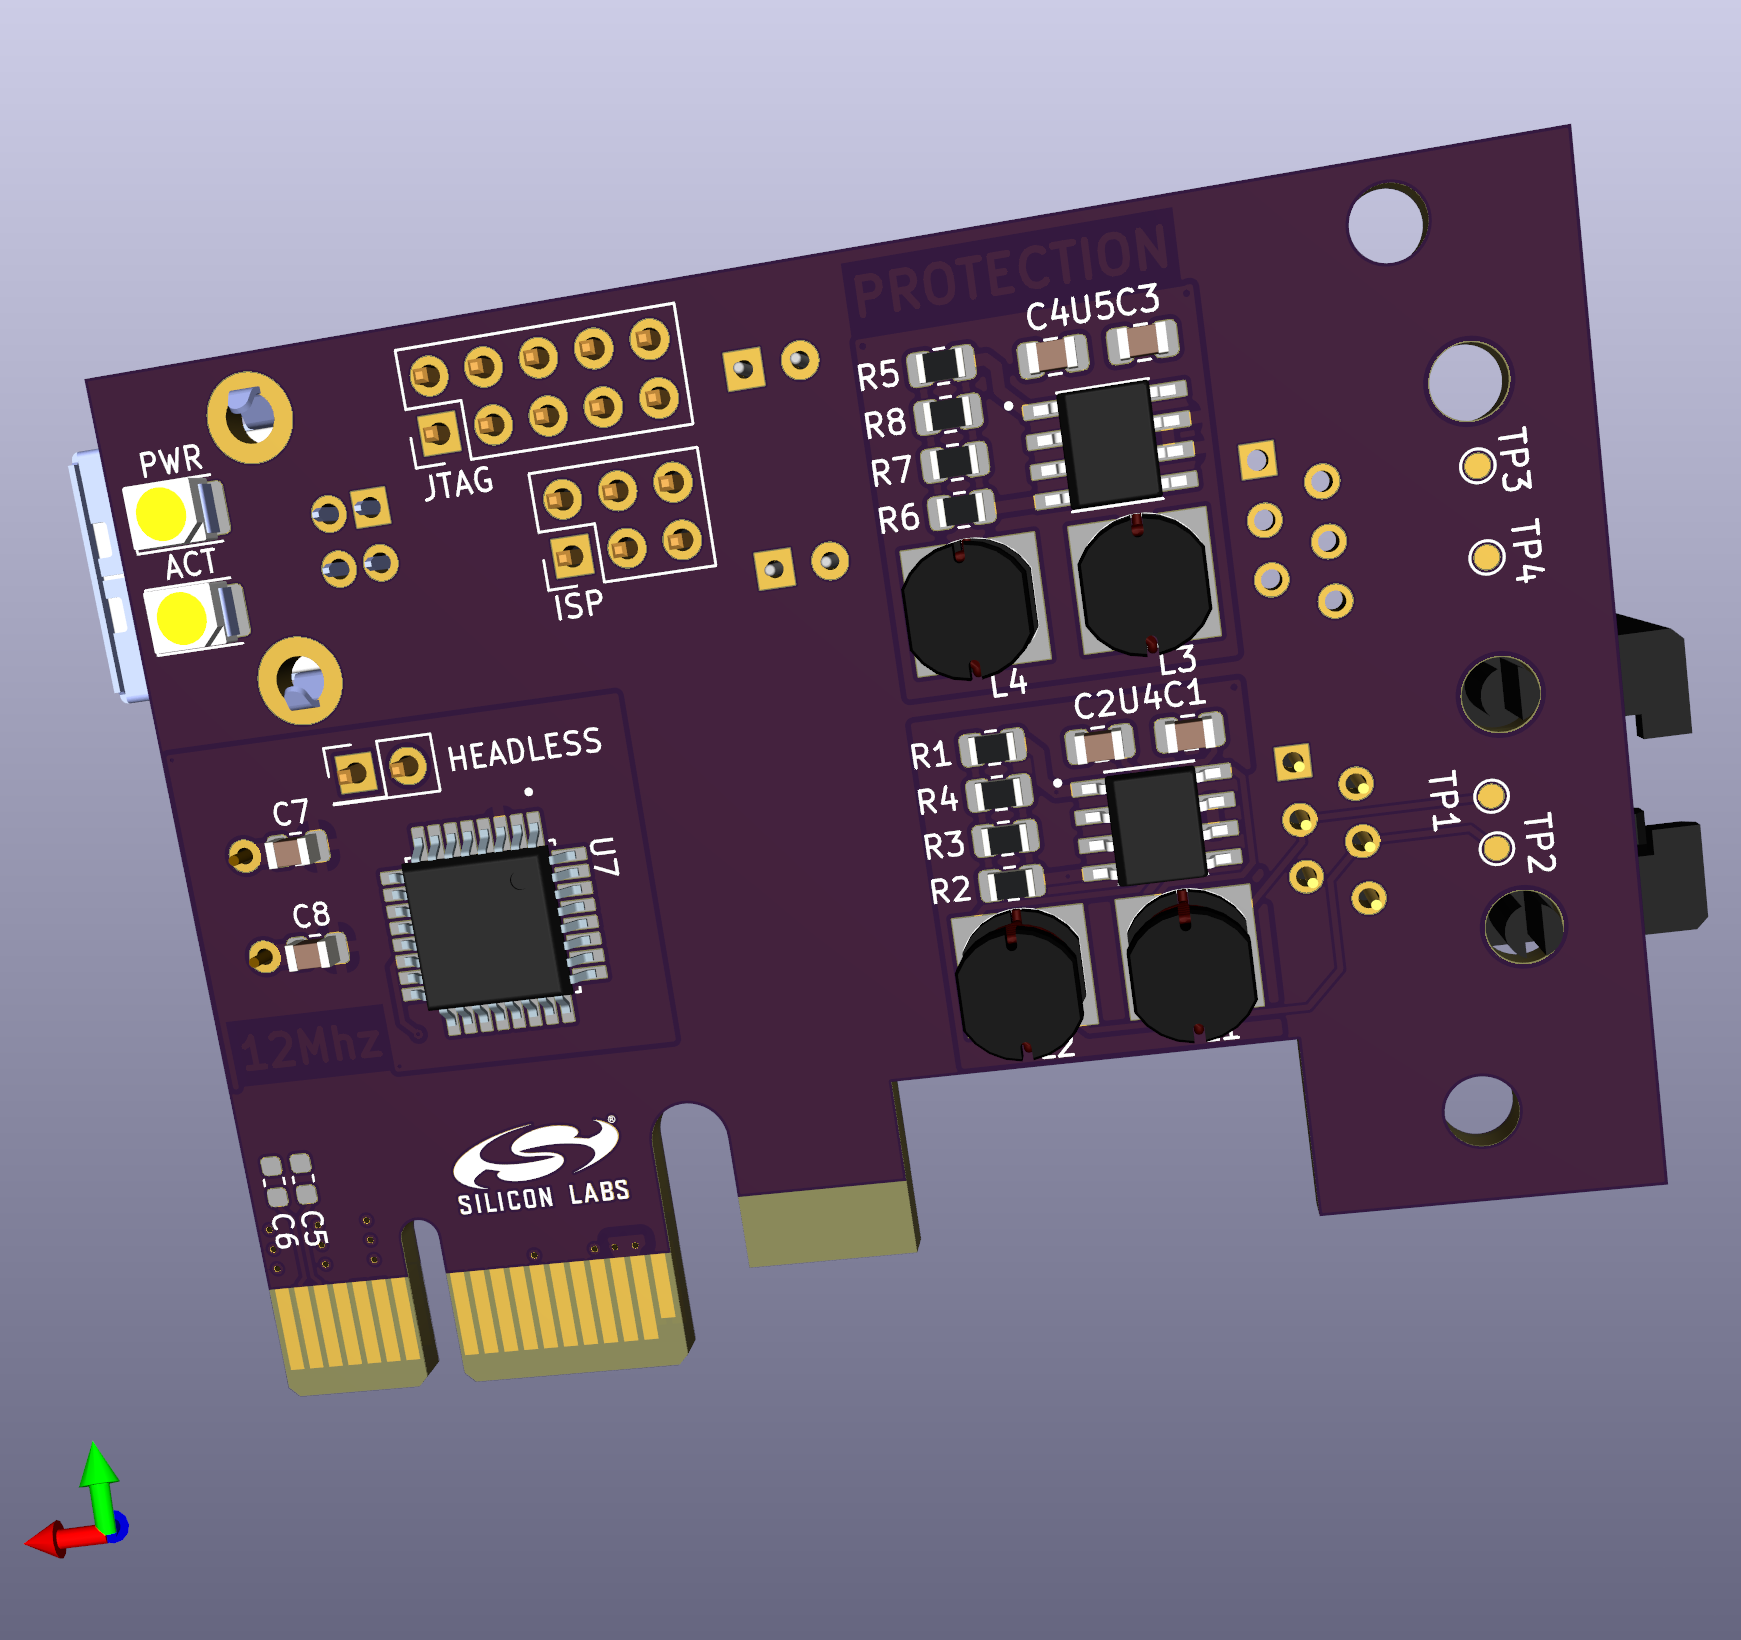 PROTECTION
C4U5C3
R5
R8
R7
R6
JTAG
PWR
ACT
ISP
TP3
TP4
L4
L3
C2U4C1
R1
R4
R3
R2
HEADLESS
C7
U7
C8
TP1
TP2
12Mhz
SILICON LABS
®
C6
C5